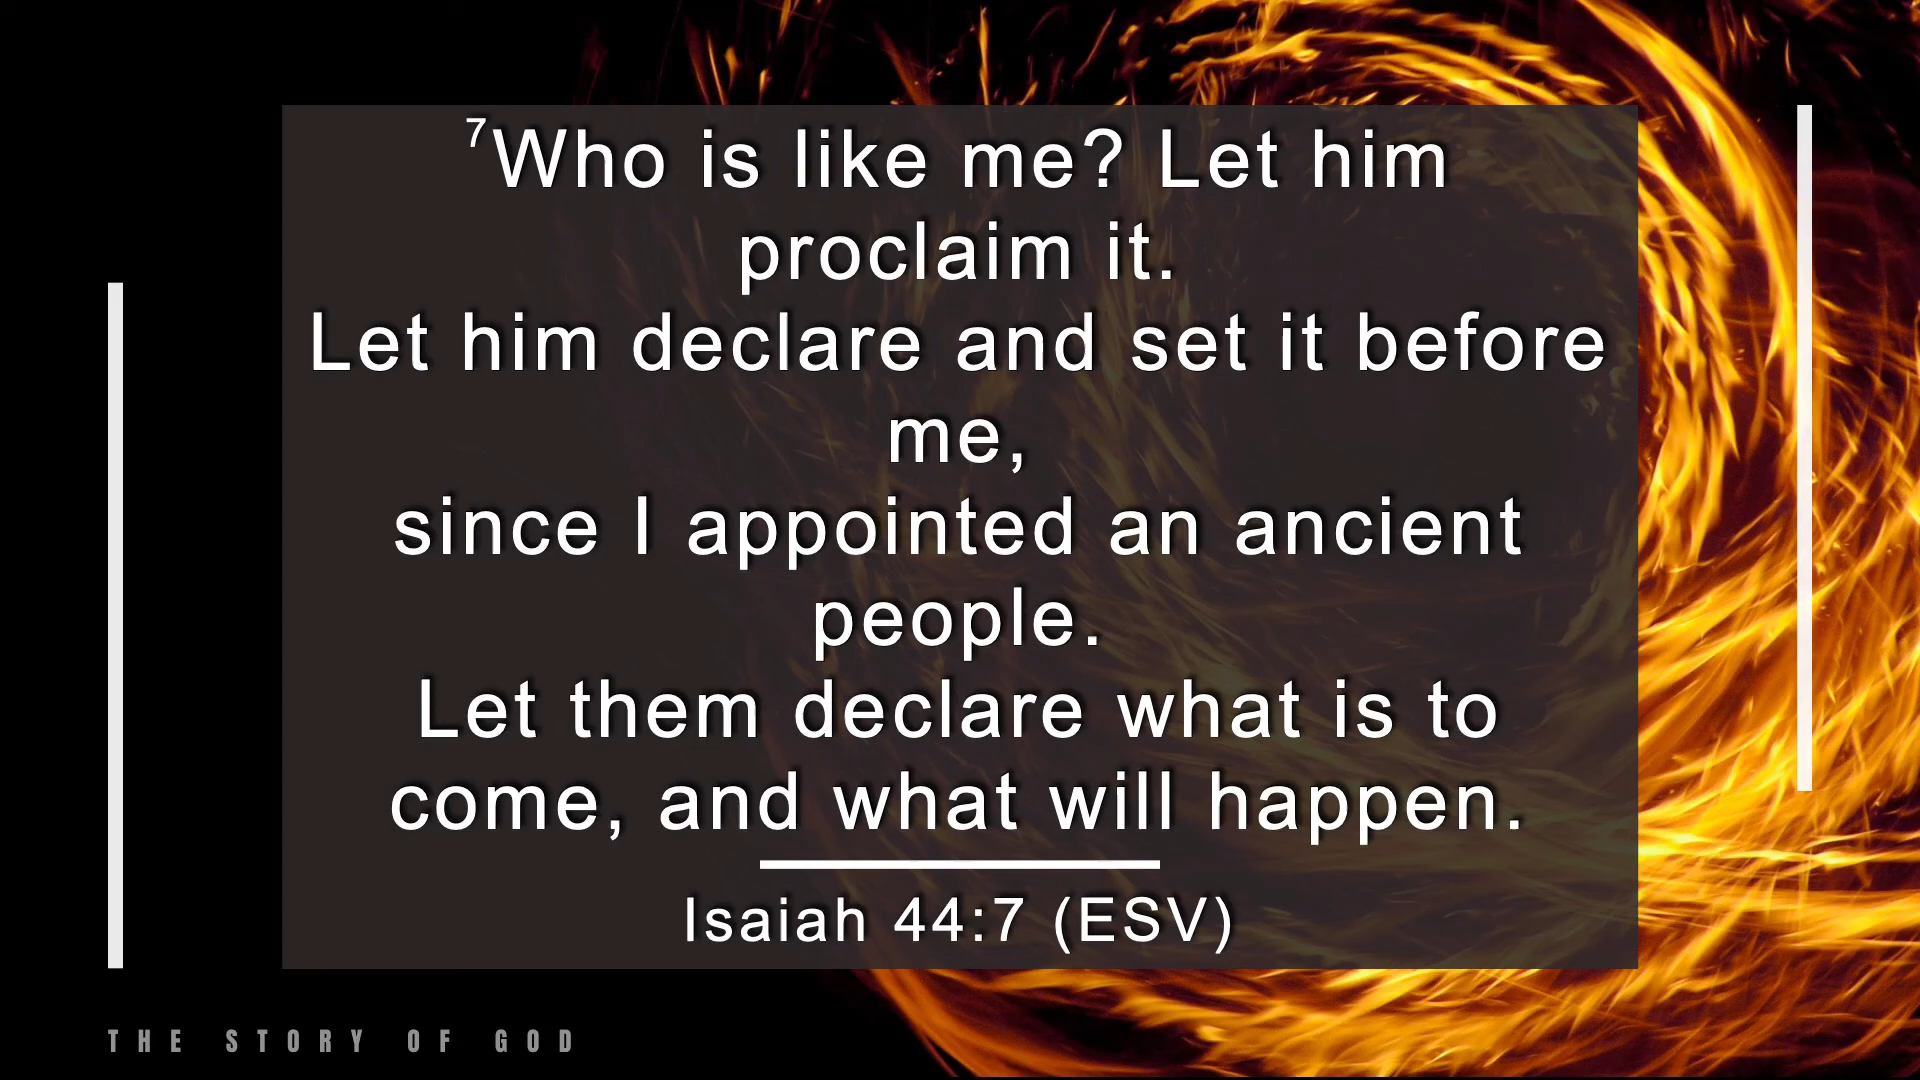 ⁷Who is like me? Let him
proclaim it.
Let him declare and set it before
me,
since I appointed an ancient
people.
Let them declare what is to
come, and what will happen.
Isaiah 44:7 (ESV)
THE STORY OF GOD